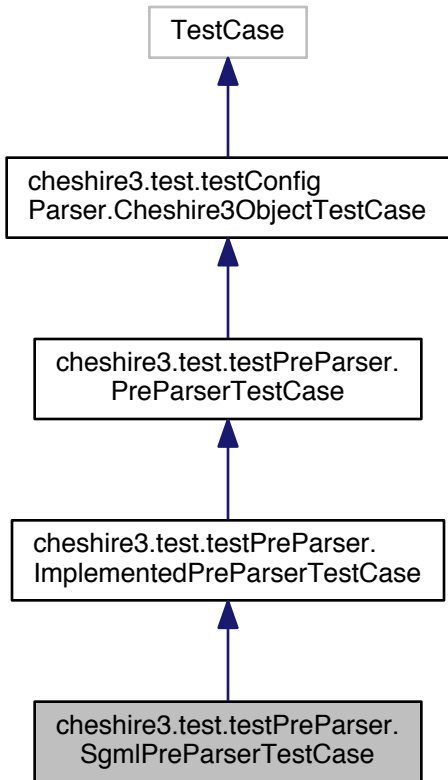 TestCase
cheshire3.test.testConfig
Parser.Cheshire3ObjectTestCase
cheshire3.test.testPreParser.
PreParserTestCase
cheshire3.test.testPreParser.
ImplementedPreParserTestCase
cheshire3.test.testPreParser.
SgmlPreParserTestCase